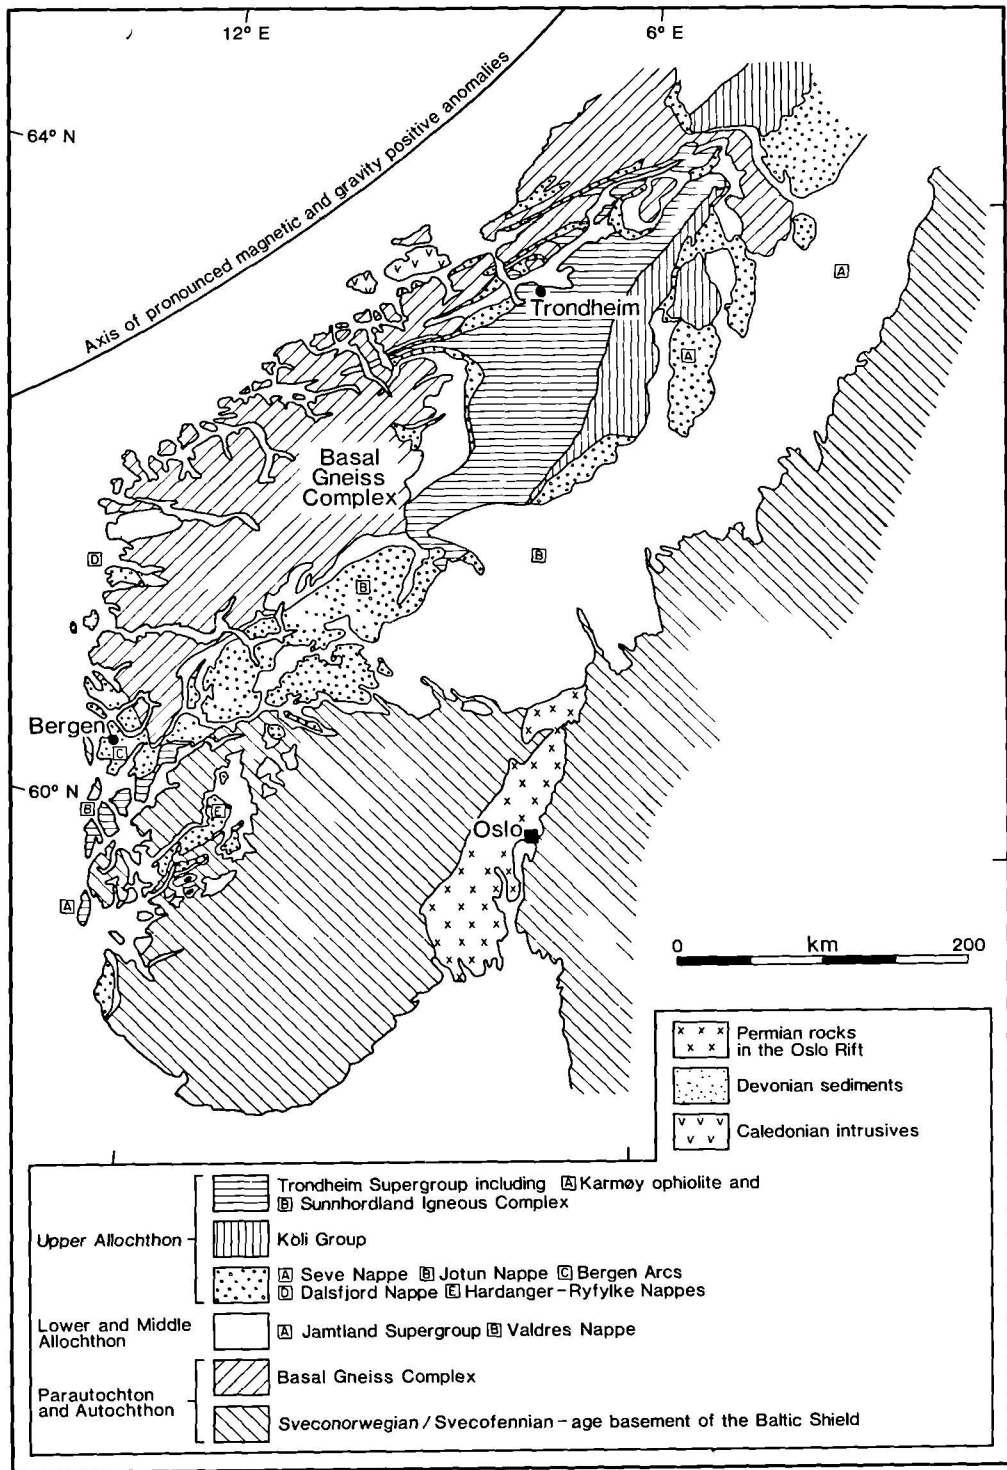 12° E
6° E
64° N
Axis of pronounced magnetic and gravity positive anomalies
A
Trondheim
A
Basal
Gneiss
Complex
D
B
B
Bergen
C
60° N
B
E
Oslo
A
0 km 200
x x x Permian rocks
x x in the Oslo Rift
Devonian sediments
v v v Caledonian intrusives
v v
Upper Allochthon
Trondheim Supergroup including A Karmøy ophiolite and
B Sunnhordland Igneous Complex
Köli Group
A Seve Nappe B Jotun Nappe C Bergen Arcs
D Dalsfjord Nappe E Hardanger-Ryfylke Nappes
Lower and Middle
Allochthon
A Jamtland Supergroup B Valdres Nappe
Parautochton
and Autochthon
Basal Gneiss Complex
Sveconorwegian / Svecofennian - age basement of the Baltic Shield